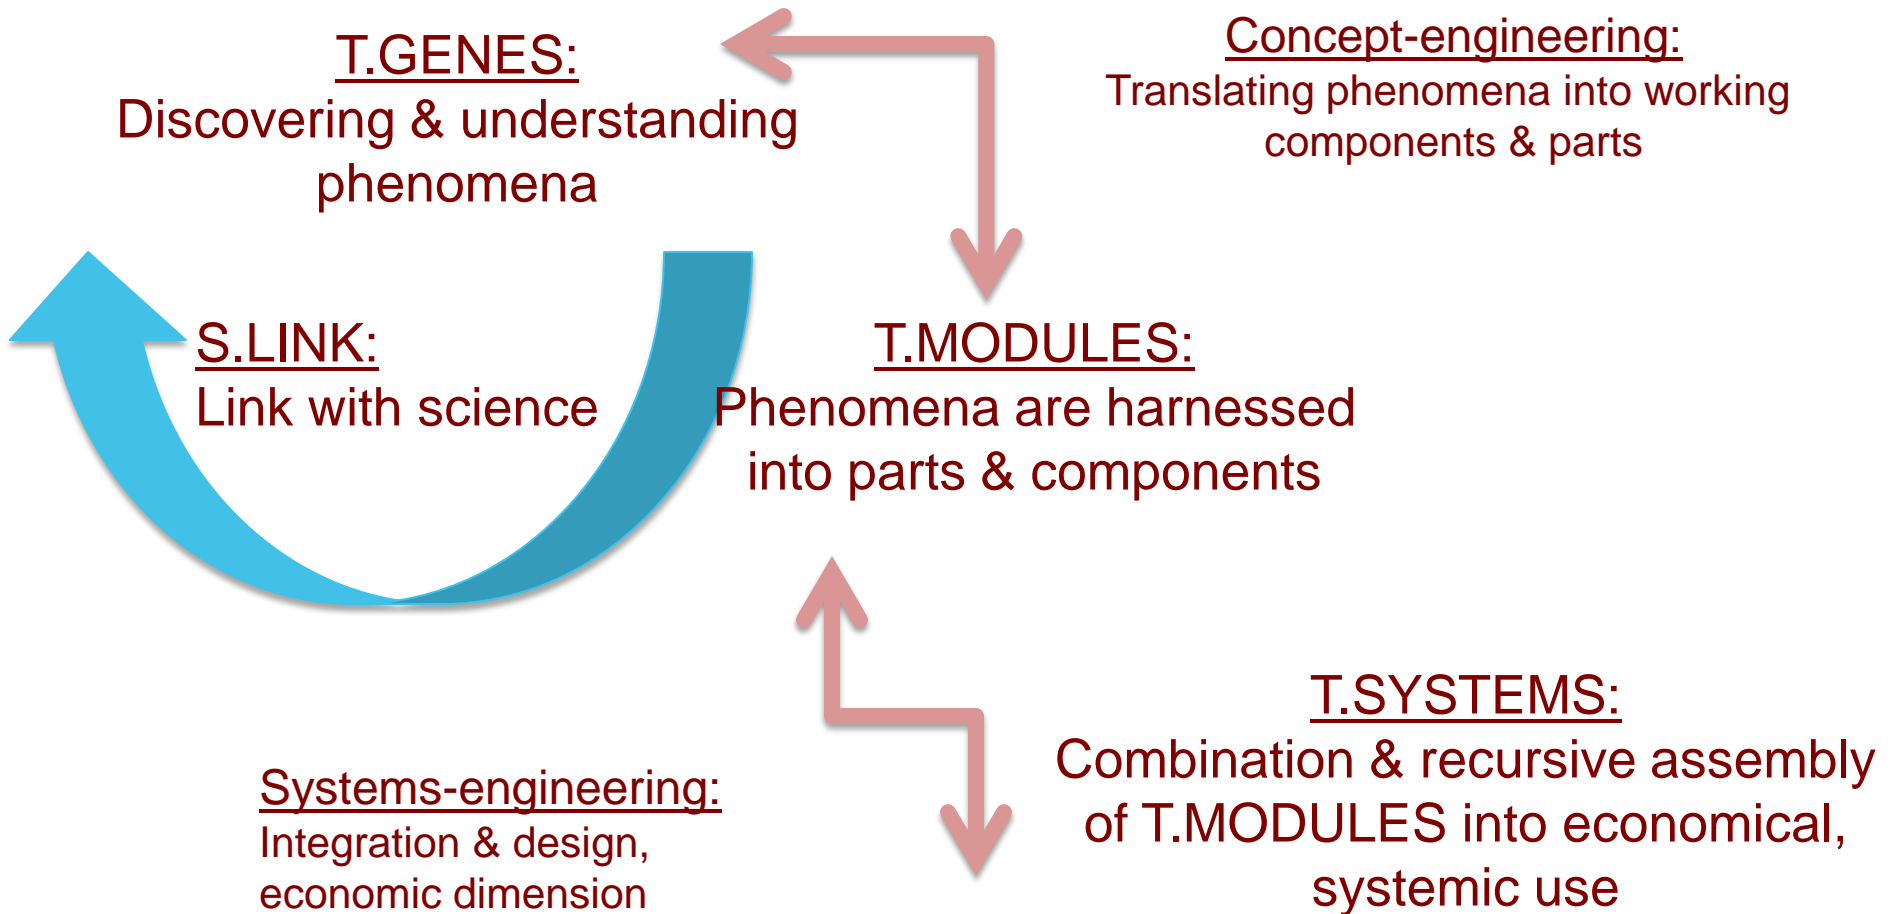 T.GENES:
Discovering & understanding
phenomena
Concept-engineering:
Translating phenomena into working
components & parts
S.LINK:
Link with science
T.MODULES:
Phenomena are harnessed
into parts & components
Systems-engineering:
Integration & design,
economic dimension
T.SYSTEMS:
Combination & recursive assembly
of T.MODULES into economical,
systemic use